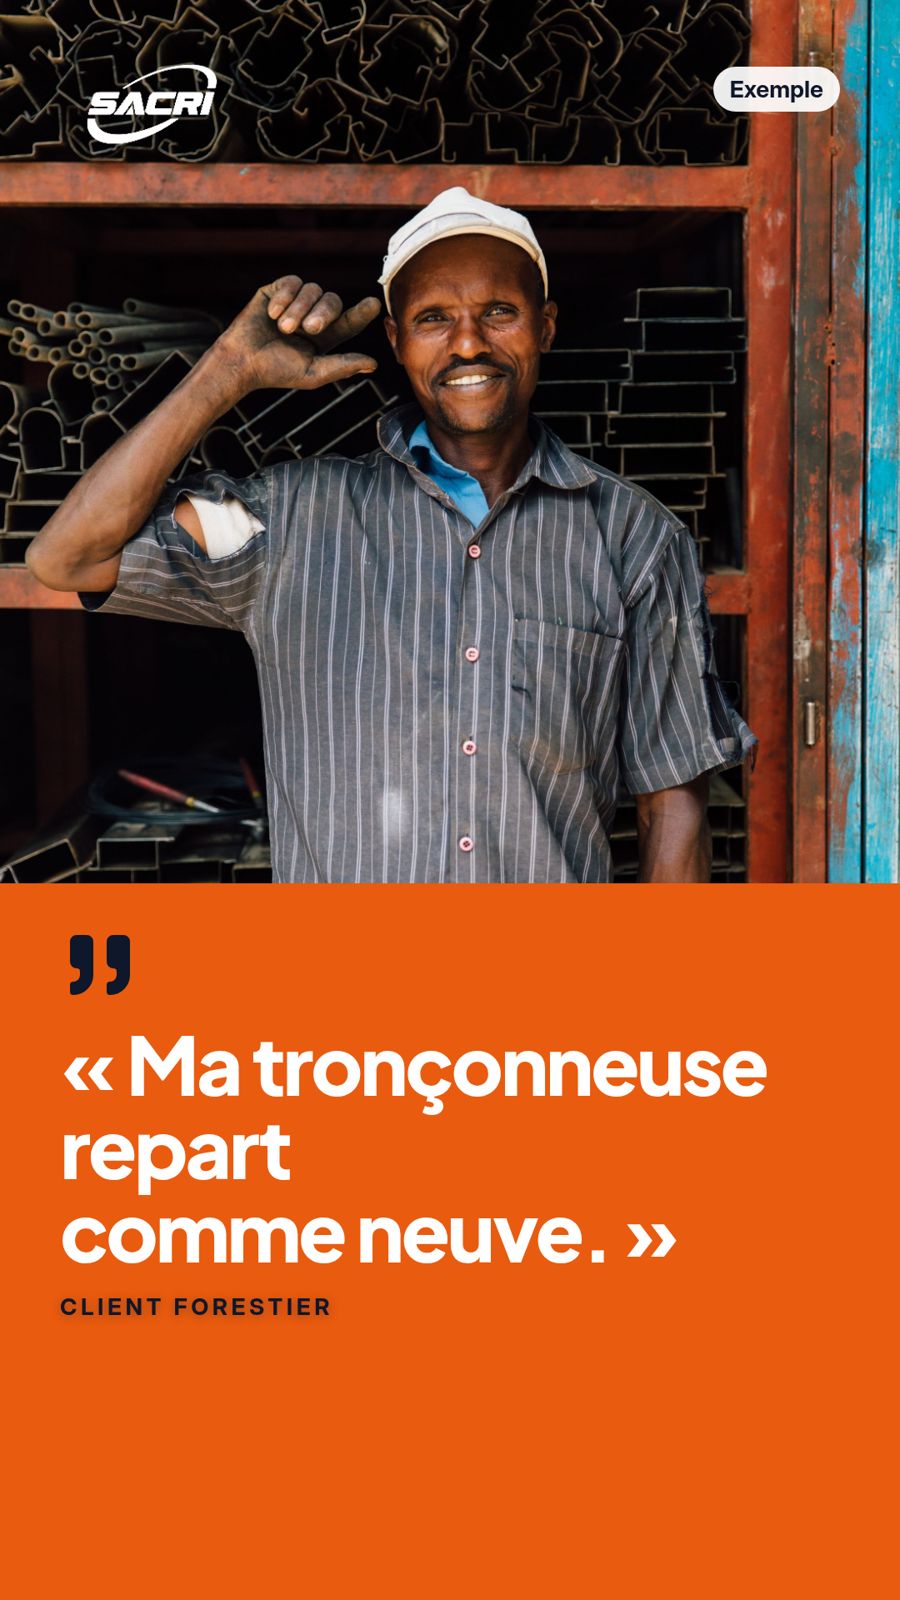 SACRI
Exemple
« Ma tronçonneuse
repart
comme neuve. »
CLIENT FORESTIER